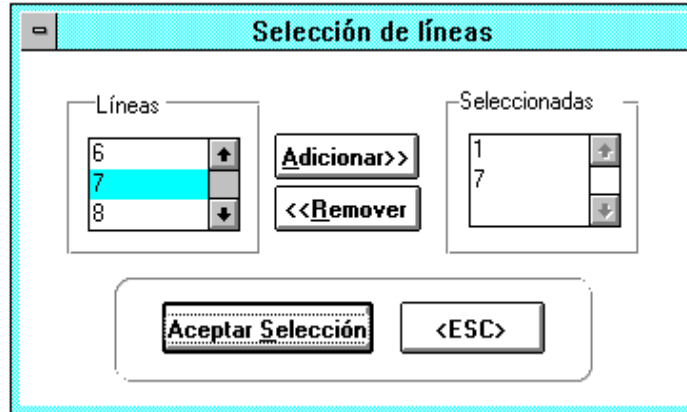 Selección de líneas
Líneas
6
7
8
Adicionar>>
<<Remover
Seleccionadas
1
7
Aceptar Selección
<ESC>